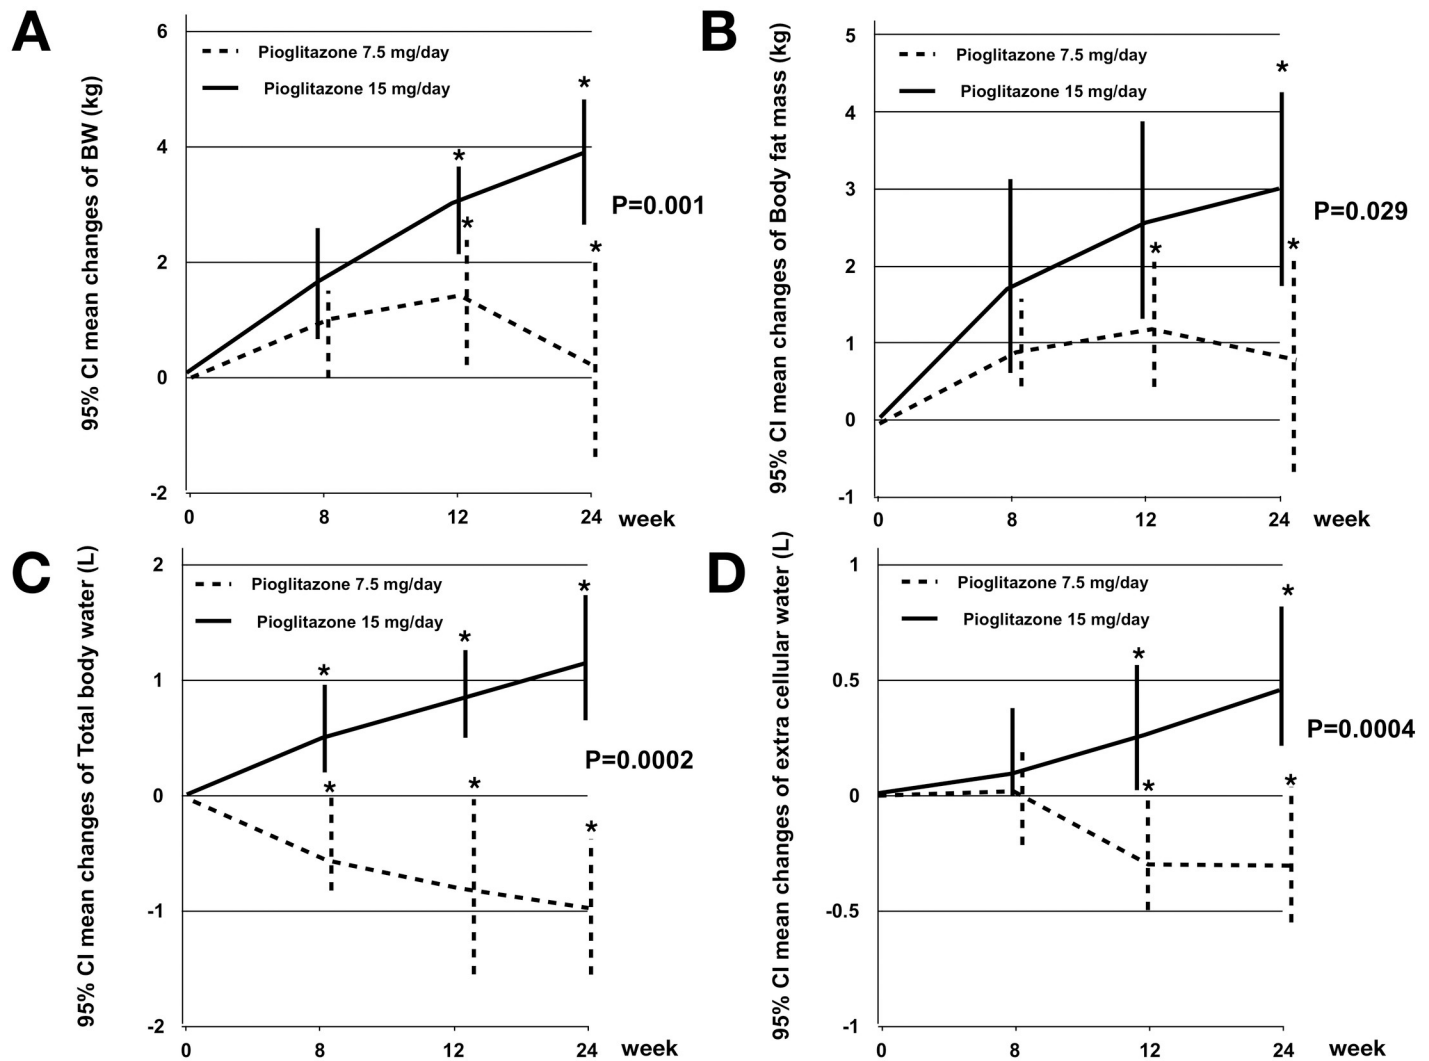 A
95% CI mean changes of BW (kg)
6
4
2
0
-2
Pioglitazone 7.5 mg/day
Pioglitazone 15 mg/day
*
*
*
*
P=0.001
0 8 12 24 week
B
95% CI mean changes of Body fat mass (kg)
5
4
3
2
1
0
-1
Pioglitazone 7.5 mg/day
Pioglitazone 15 mg/day
*
*
*
P=0.029
0 8 12 24 week
C
95% CI mean changes of Total body water (L)
2
1
0
-1
-2
Pioglitazone 7.5 mg/day
Pioglitazone 15 mg/day
*
*
*
*
*
*
P=0.0002
0 8 12 24 week
D
95% CI mean changes of extra cellular water (L)
1
0.5
0
-0.5
-1
Pioglitazone 7.5 mg/day
Pioglitazone 15 mg/day
*
*
*
*
P=0.0004
0 8 12 24 week